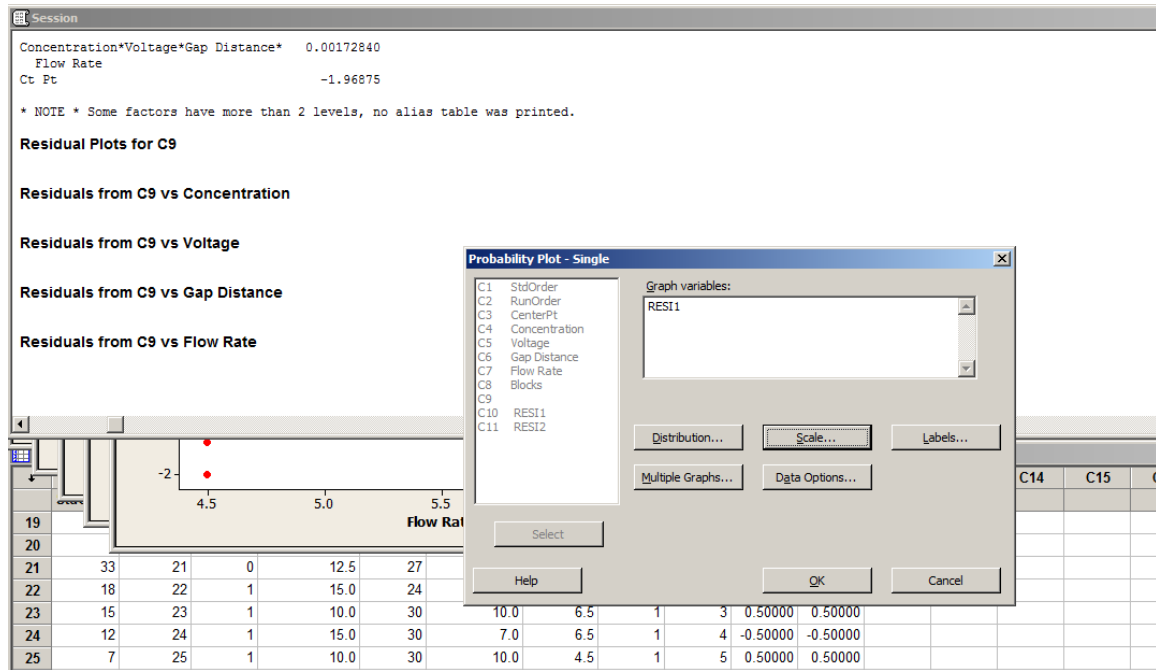 Session
Concentration*Voltage*Gap Distance* 0.00172840
Flow Rate
Ct Pt -1.96875
* NOTE * Some factors have more than 2 levels, no alias table was printed.
Residual Plots for C9
Residuals from C9 vs Concentration
Residuals from C9 vs Voltage
Residuals from C9 vs Gap Distance
Residuals from C9 vs Flow Rate
Probability Plot - Single
C1 StdOrder
C2 RunOrder
C3 CenterPt
C4 Concentration
C5 Voltage
C6 Gap Distance
C7 Flow Rate
C8 Blocks
C9
C10 RESI1
C11 RESI2
Graph variables:
RESI1
Distribution... Scale... Labels...
Multiple Graphs... Data Options...
Select
Help OK Cancel
-2
4.5 5.0 5.5
Flow Rat
C14 C15
19
20
21 33 21 0 12.5 27
22 18 22 1 15.0 24
23 15 23 1 10.0 30 10.0 6.5 1 3 0.50000 0.50000
24 12 24 1 15.0 30 7.0 6.5 1 4 -0.50000 -0.50000
25 7 25 1 10.0 30 10.0 4.5 1 5 0.50000 0.50000